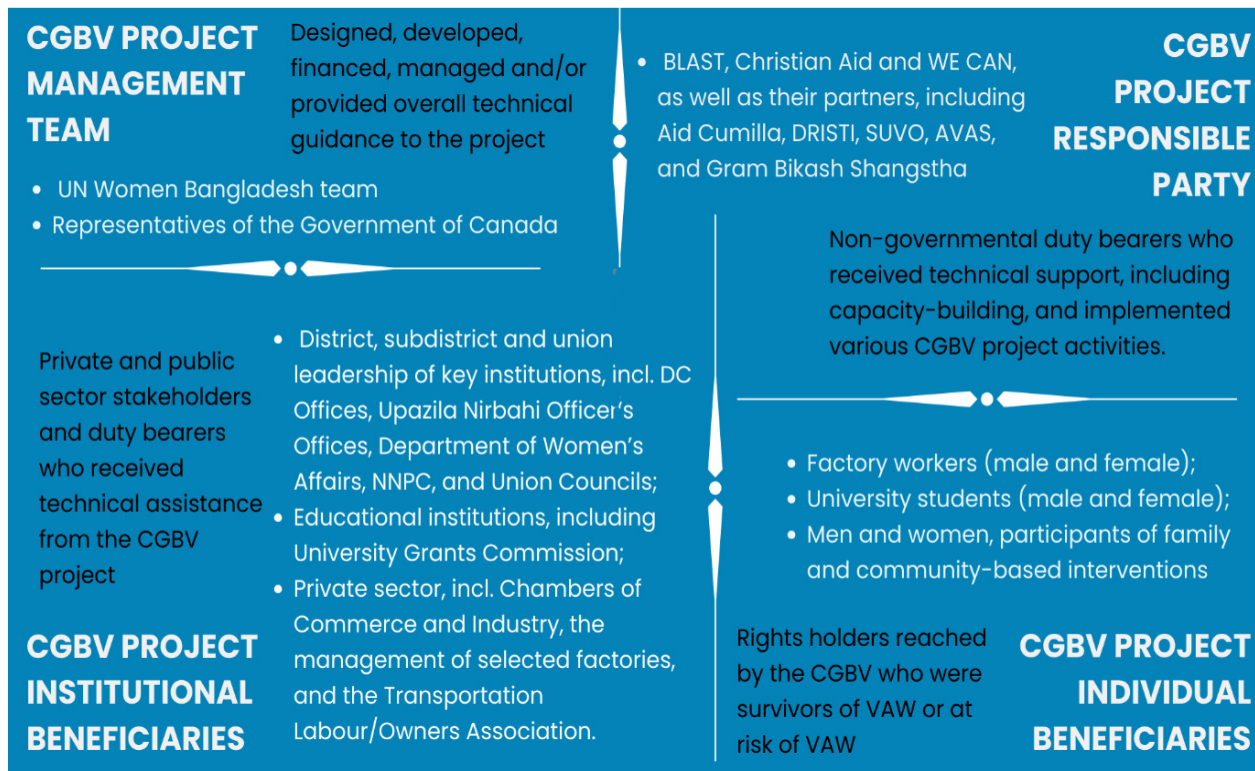 CGBV PROJECT
MANAGEMENT
TEAM
Designed, developed,
financed, managed and/or
provided overall technical
guidance to the project
• UN Women Bangladesh team
• Representatives of the Government of Canada
• BLAST, Christian Aid and WE CAN,
as well as their partners, including
Aid Cumilla, DRISTI, SUVO, AVAS,
and Gram Bikash Shangstha
CGBV
PROJECT
RESPONSIBLE
PARTY
Non-governmental duty bearers who
received technical support, including
capacity-building, and implemented
various CGBV project activities.
Private and public
sector stakeholders
and duty bearers
who received
technical assistance
from the CGBV
project
CGBV PROJECT
INSTITUTIONAL
BENEFICIARIES
• District, subdistrict and union
leadership of key institutions, incl. DC
Offices, Upazila Nirbahi Officer's
Offices, Department of Women's
Affairs, NNPC, and Union Councils;
• Educational institutions, including
University Grants Commission;
• Private sector, incl. Chambers of
Commerce and Industry, the
management of selected factories,
and the Transportation
Labour/Owners Association.
• Factory workers (male and female);
• University students (male and female);
• Men and women, participants of family
and community-based interventions
Rights holders reached
by the CGBV who were
survivors of VAW or at
risk of VAW
CGBV PROJECT
INDIVIDUAL
BENEFICIARIES